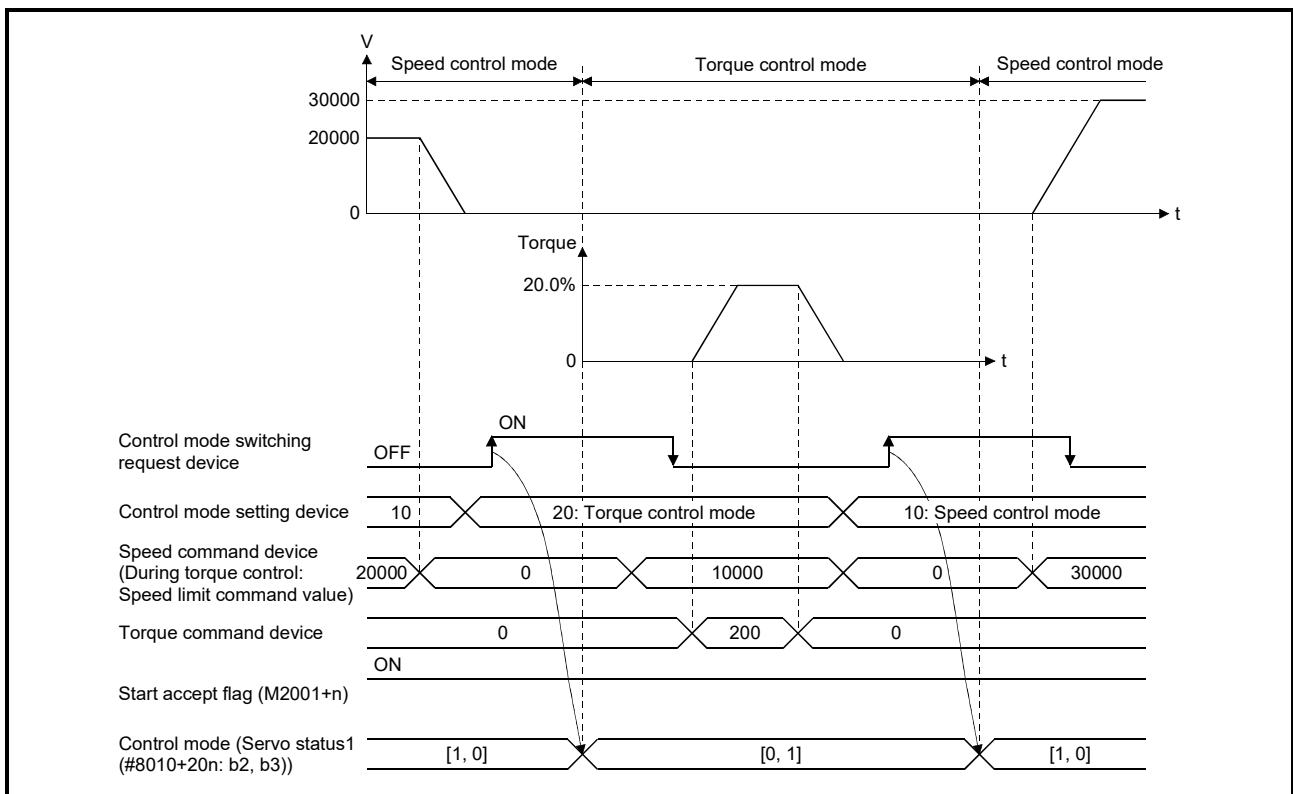 V
Speed control mode
Torque control mode
Speed control mode
30000
20000
0
t
Torque
20.0%
0
t
ON
Control mode switching
request device
OFF
Control mode setting device
10
20: Torque control mode
10: Speed control mode
Speed command device
(During torque control:
Speed limit command value)
20000
0
10000
0
30000
Torque command device
0
200
0
ON
Start accept flag (M2001+n)
Control mode (Servo status1
(#8010+20n: b2, b3))
[1, 0]
[0, 1]
[1, 0]